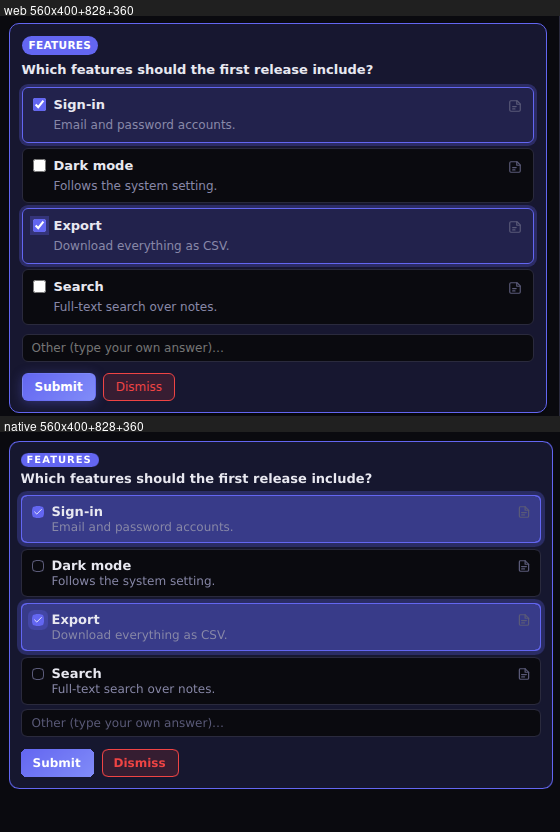 web 560x400+828+360
FEATURES
Which features should the first release include?
Sign-in
Email and password accounts.
Dark mode
Follows the system setting.
Export
Download everything as CSV.
Search
Full-text search over notes.
Other (type your own answer)...
Submit Dismiss
native 560x400+828+360
FEATURES
Which features should the first release include?
Sign-in
Email and password accounts.
Dark mode
Follows the system setting.
Export
Download everything as CSV.
Search
Full-text search over notes.
Other (type your own answer)...
Submit Dismiss